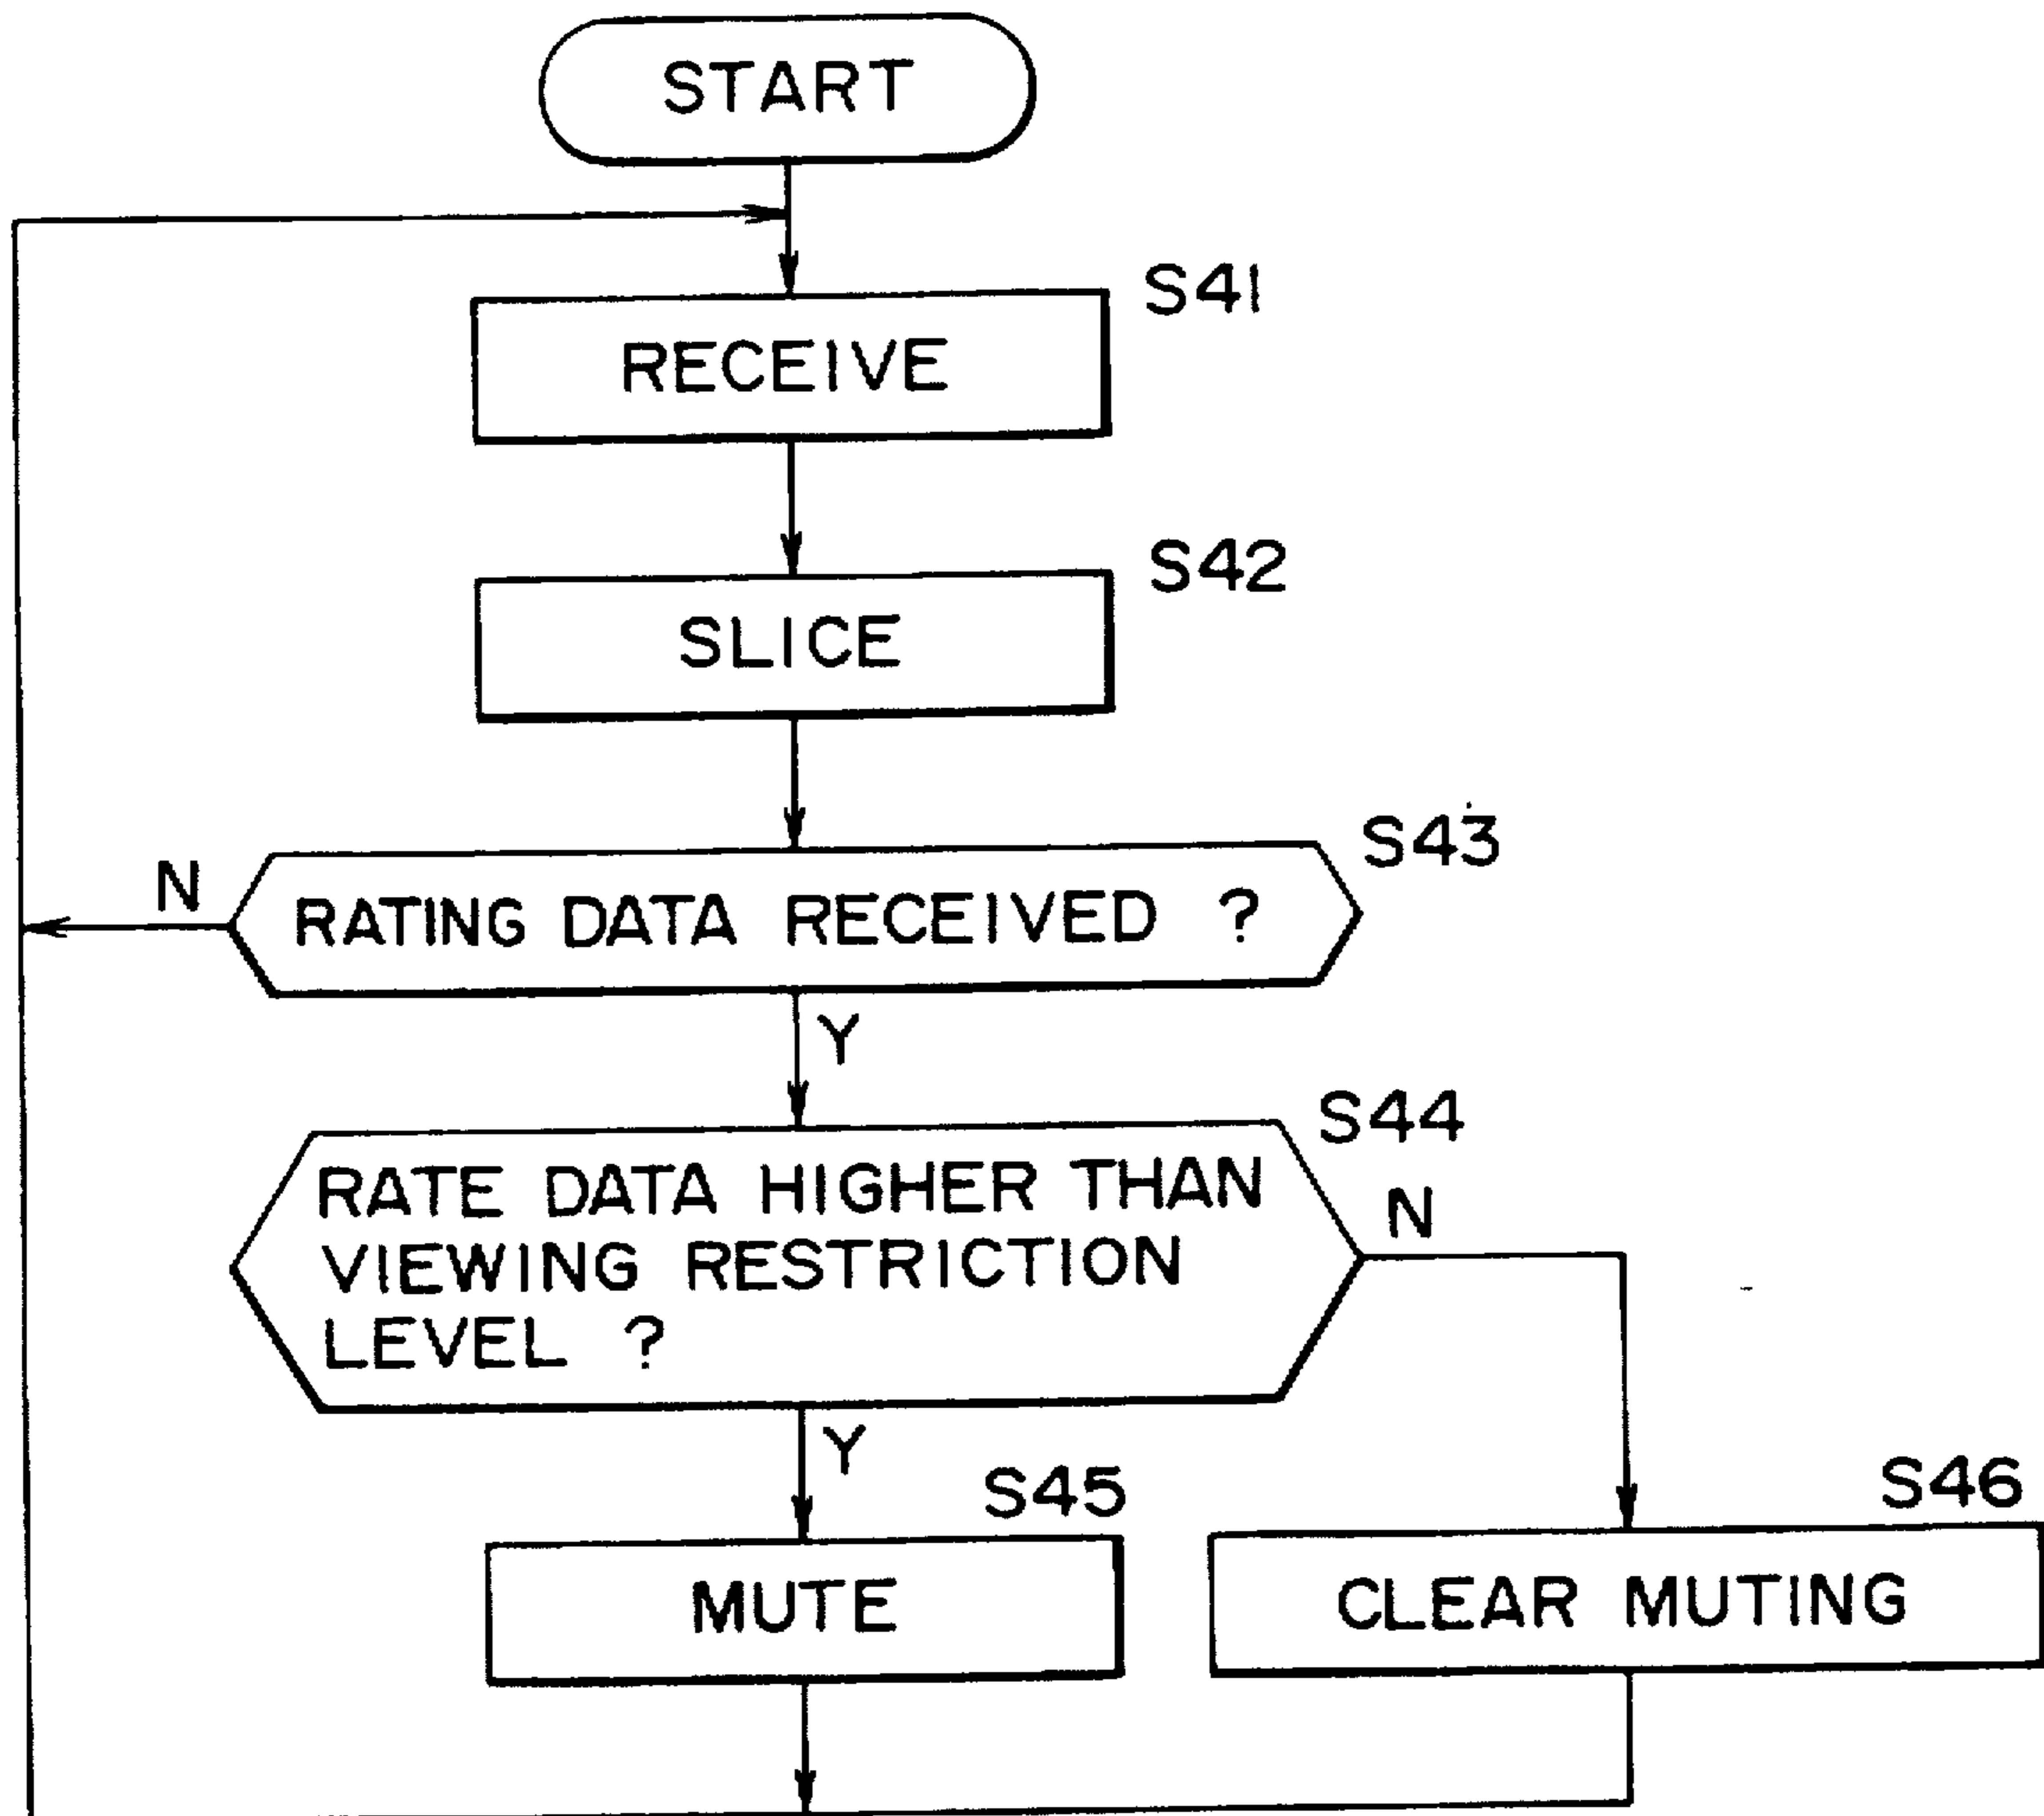 START
S41
RECEIVE
S42
SLICE
S43
N
RATING DATA RECEIVED ?
Y
S44
RATE DATA HIGHER THAN
N
VIEWING RESTRICTION
LEVEL ?
Y
S45
S46
MUTE
CLEAR MUTING